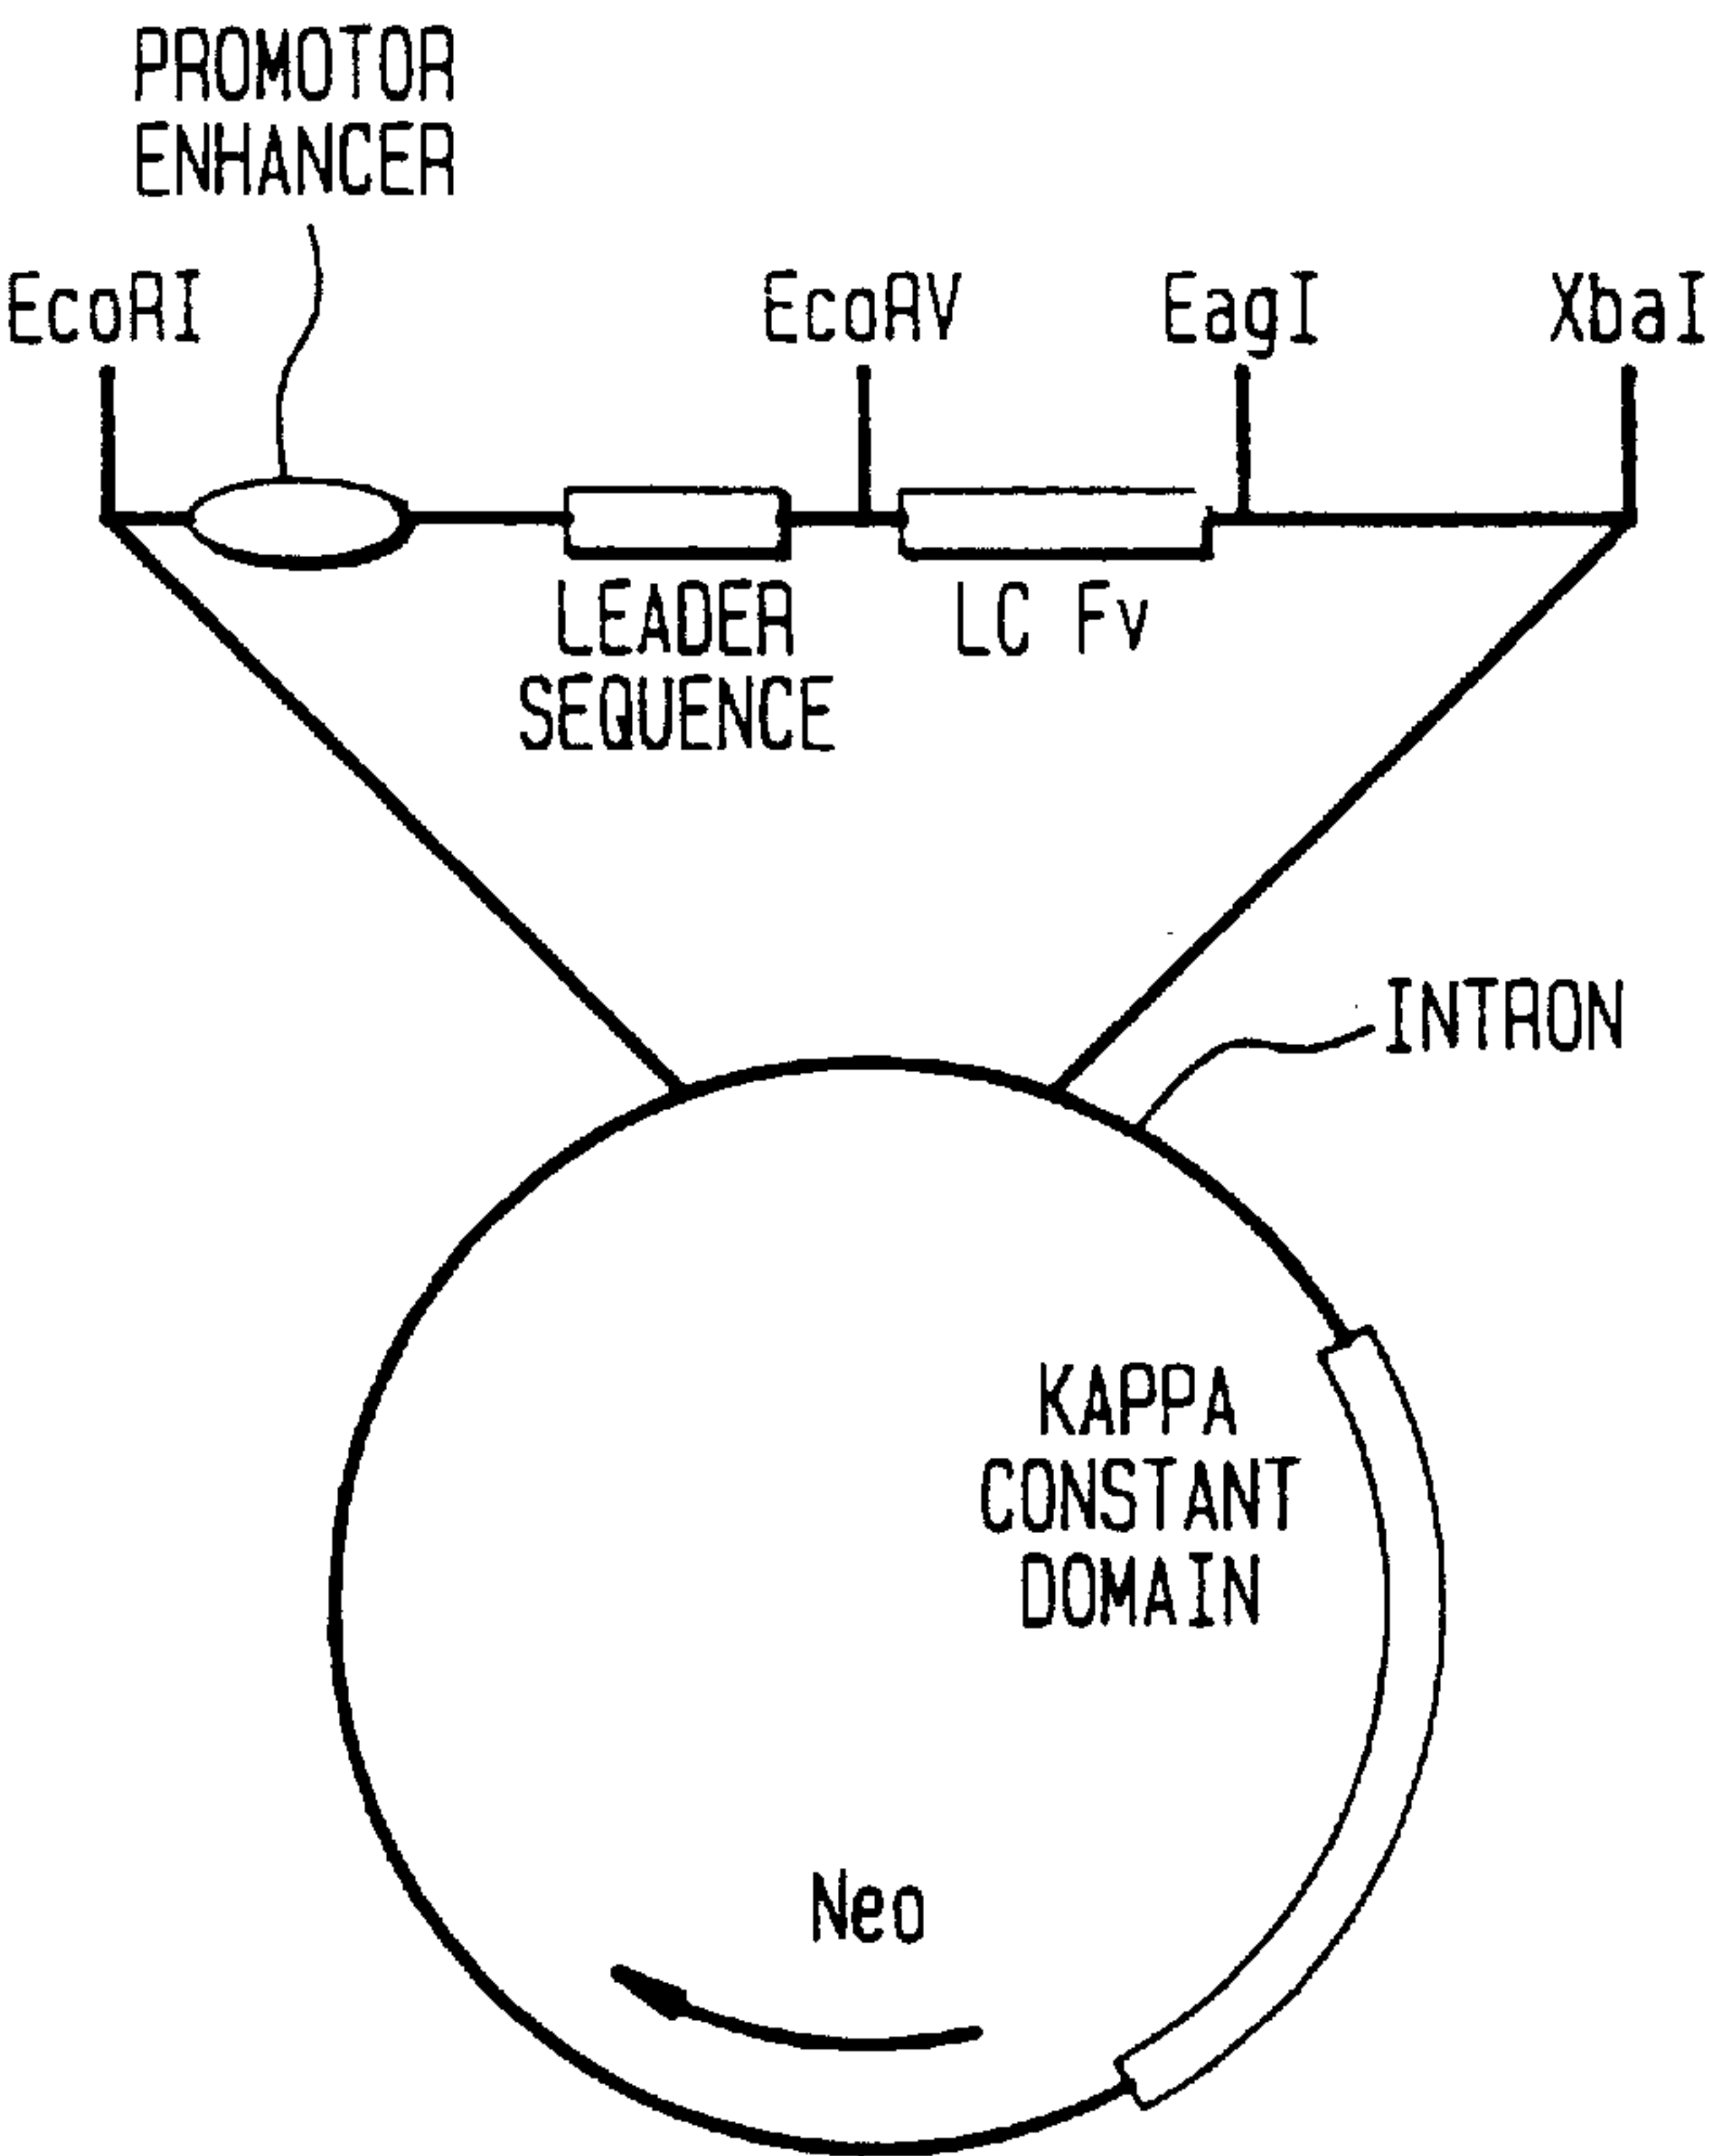 PROMOTOR
ENHANCER
EcoRI
EcoRV
EagI
XbaI
LEADER
SEQUENCE
LC Fv
INTRON
KAPPA
CONSTANT
DOMAIN
Neo